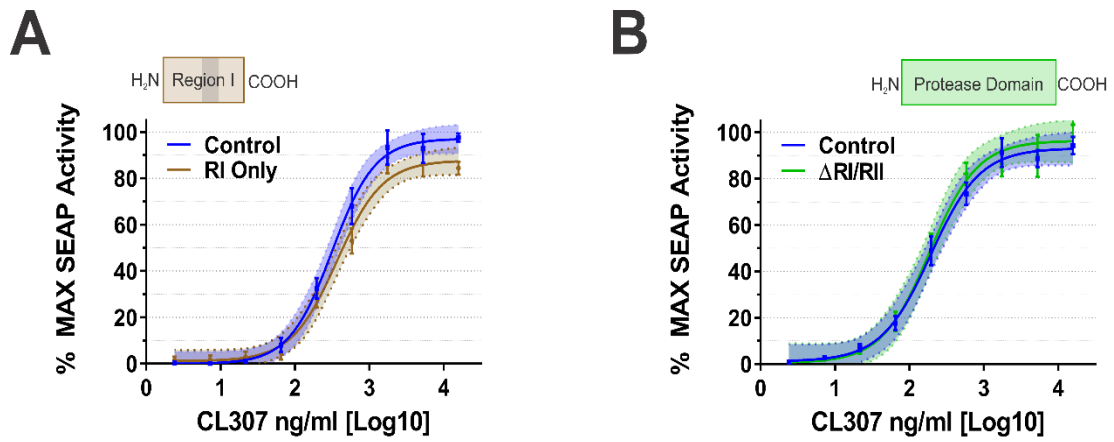 A
H₂N Region I COOH
% MAX SEAP Activity
100
80
60
40
20
0
Control
RI Only
0 1 2 3 4 5
CL307 ng/ml [Log10]
B
H₂N Protease Domain COOH
% MAX SEAP Activity
100
80
60
40
20
0
Control
ΔRI/RII
0 1 2 3 4 5
CL307 ng/ml [Log10]